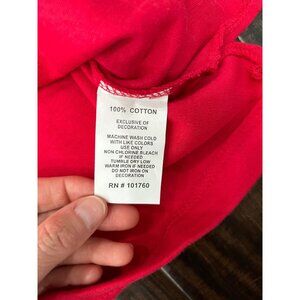 100% COTTON
EXCLUSIVE OF
DECORATION
MACHINE WASH COLD
WITH LIKE COLORS
USE ONLY
NON CHLORINE BLEACH
IF NEEDED
TUMBLE DRY LOW
WARM IRON IF NEEDED
DO NOT IRON ON
DECORATION
RN # 101760